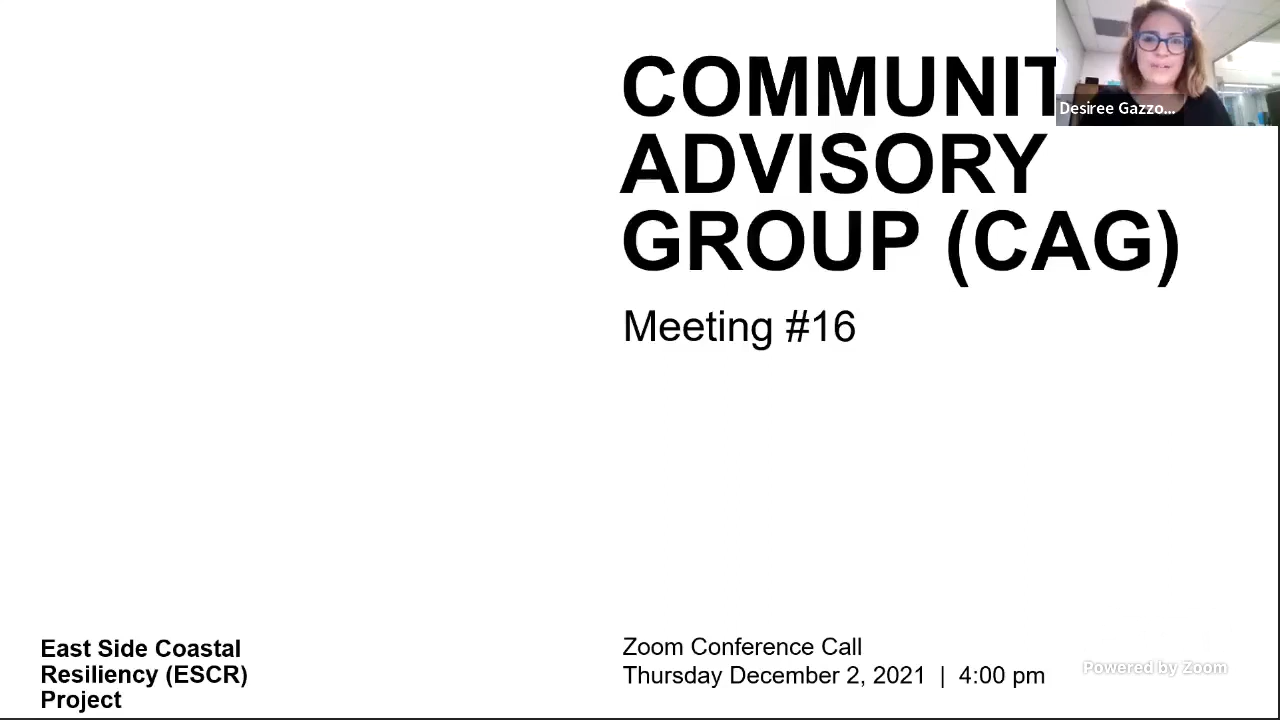 COMMUNIT
ADVISORY
GROUP (CAG)
Meeting #16
Desiree Gazzo...
East Side Coastal
Resiliency (ESCR)
Project
Zoom Conference Call
Thursday December 2, 2021 | 4:00 pm
Powered by Zoom